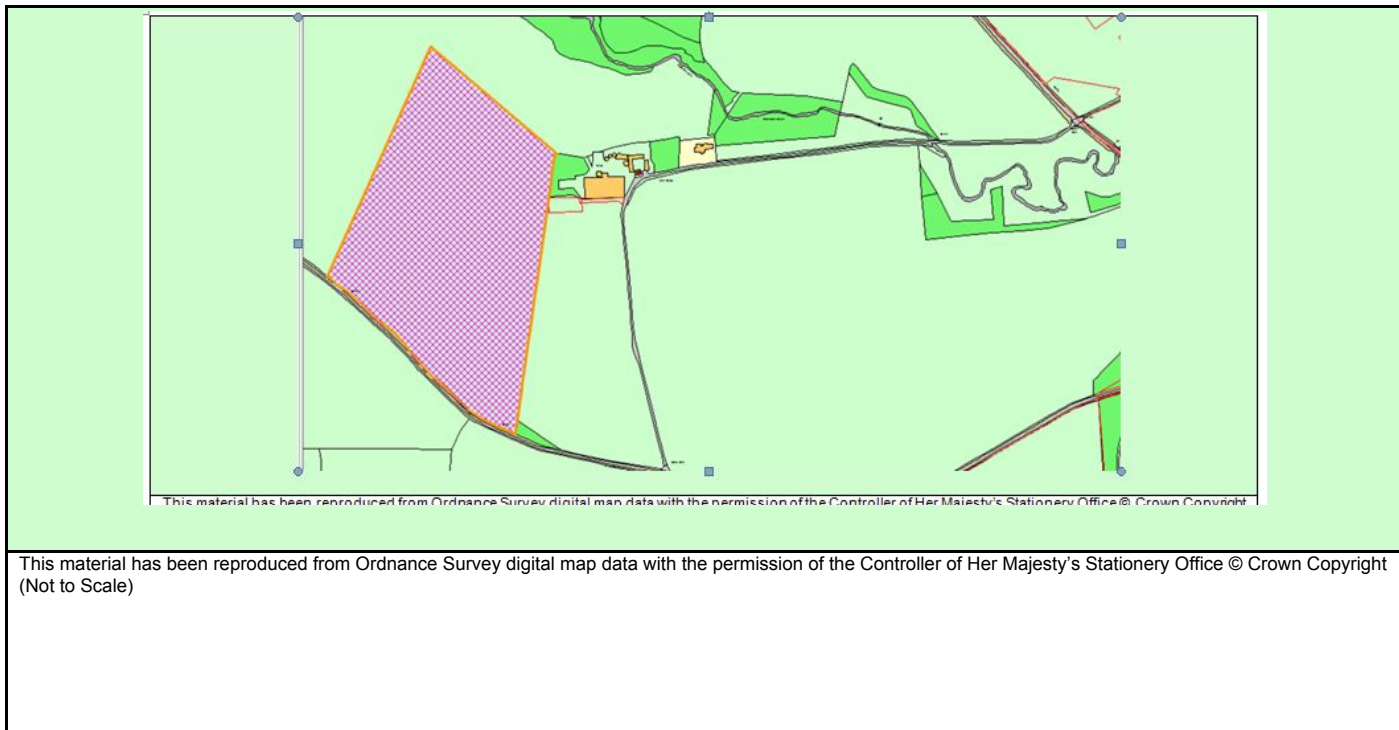 This material has been reproduced from Ordnance Survey digital map data with the permission of the Controller of Her Majesty's Stationery Office © Crown Copyright
This material has been reproduced from Ordnance Survey digital map data with the permission of the Controller of Her Majesty’s Stationery Office © Crown Copyright
(Not to Scale)